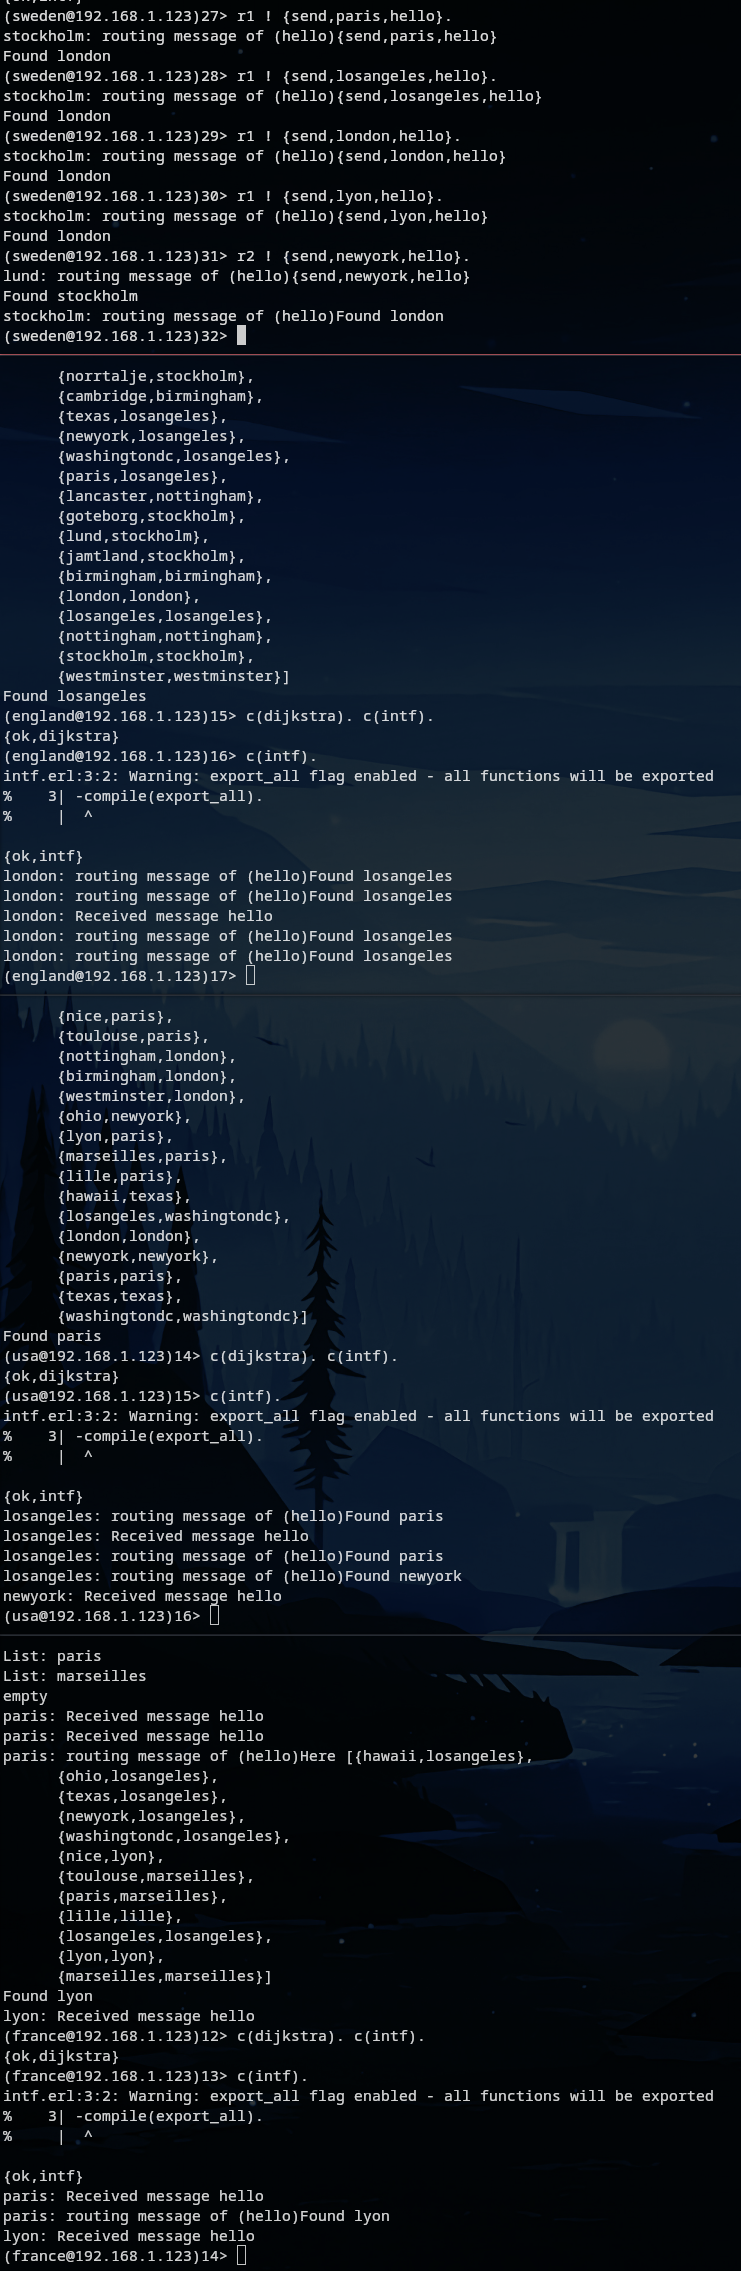 (sweden@192.168.1.123)27> r1 ! {send,paris,hello}.
stockholm: routing message of (hello){send,paris,hello}
Found london
(sweden@192.168.1.123)28> r1 ! {send,losangeles,hello}.
stockholm: routing message of (hello){send,losangeles,hello}
Found london
(sweden@192.168.1.123)29> r1 ! {send,london,hello}.
stockholm: routing message of (hello){send,london,hello}
Found london
(sweden@192.168.1.123)30> r1 ! {send,lyon,hello}.
stockholm: routing message of (hello){send,lyon,hello}
Found london
(sweden@192.168.1.123)31> r2 ! {send,newyork,hello}.
lund: routing message of (hello){send,newyork,hello}
Found stockholm
stockholm: routing message of (hello)Found london
(sweden@192.168.1.123)32>
{norrtalje,stockholm},
{cambridge,birmingham},
{texas,losangeles},
{newyork,losangeles},
{washingtondc,losangeles},
{paris,losangeles},
{lancaster,nottingham},
{goteborg,stockholm},
{lund,stockholm},
{jamtland,stockholm},
{birmingham,birmingham},
{london,london},
{losangeles,losangeles},
{nottingham,nottingham},
{stockholm,stockholm},
{westminster,westminster}]
Found losangeles
(england@192.168.1.123)15> c(dijkstra). c(intf).
{ok,dijkstra}
(england@192.168.1.123)16> c(intf).
intf.erl:3:2: Warning: export_all flag enabled - all functions will be exported
%    3| -compile(export_all).
%     |  ^
{ok,intf}
london: routing message of (hello)Found losangeles
london: routing message of (hello)Found losangeles
london: Received message hello
london: routing message of (hello)Found losangeles
london: routing message of (hello)Found losangeles
(england@192.168.1.123)17>
{nice,paris},
{toulouse,paris},
{nottingham,london},
{birmingham,london},
{westminster,london},
{ohio,newyork},
{lyon,paris},
{marseilles,paris},
{lille,paris},
{hawaii,texas},
{losangeles,washingtondc},
{london,london},
{newyork,newyork},
{paris,paris},
{texas,texas},
{washingtondc,washingtondc}]
Found paris
(usa@192.168.1.123)14> c(dijkstra). c(intf).
{ok,dijkstra}
(usa@192.168.1.123)15> c(intf).
intf.erl:3:2: Warning: export_all flag enabled - all functions will be exported
%    3| -compile(export_all).
%     |  ^
{ok,intf}
losangeles: routing message of (hello)Found paris
losangeles: Received message hello
losangeles: routing message of (hello)Found paris
losangeles: routing message of (hello)Found newyork
newyork: Received message hello
(usa@192.168.1.123)16>
List: paris
List: marseilles
empty
paris: Received message hello
paris: Received message hello
paris: routing message of (hello)Here [{hawaii,losangeles},
{ohio,losangeles},
{texas,losangeles},
{newyork,losangeles},
{washingtondc,losangeles},
{nice,lyon},
{toulouse,marseilles},
{paris,marseilles},
{lille,lille},
{losangeles,losangeles},
{lyon,lyon},
{marseilles,marseilles}]
Found lyon
lyon: Received message hello
(france@192.168.1.123)12> c(dijkstra). c(intf).
{ok,dijkstra}
(france@192.168.1.123)13> c(intf).
intf.erl:3:2: Warning: export_all flag enabled - all functions will be exported
%    3| -compile(export_all).
%     |  ^
{ok,intf}
paris: Received message hello
paris: routing message of (hello)Found lyon
lyon: Received message hello
(france@192.168.1.123)14>